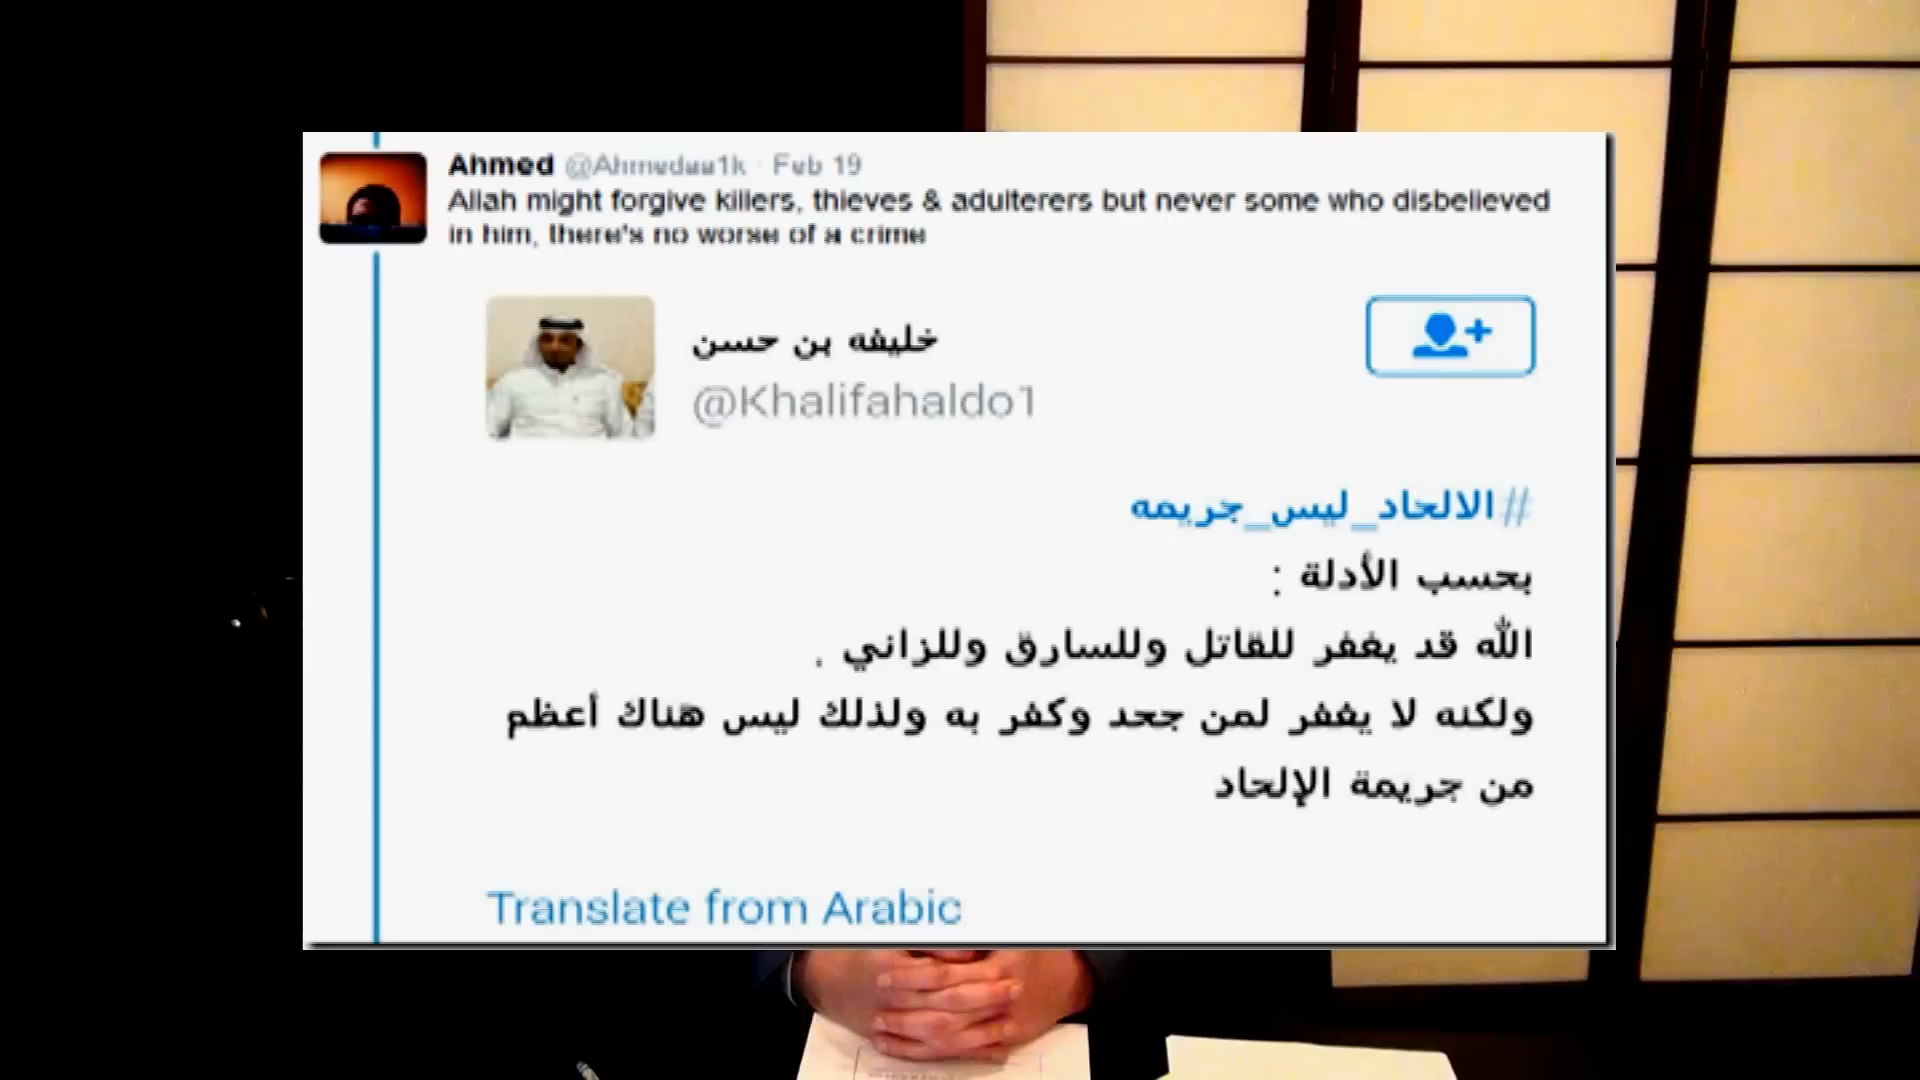 Ahmed @Ahmedaa1k · Feb 19
Allah might forgive killers, thieves & adulterers but never some who disbelieved
in him, there's no worse of a crime
خليفه بن حسن
@Khalifahaldo1
#الالحاد_ليس_جريمه
بحسب الأدلة :
الله قد يغفر للقاتل وللسارق وللزاني .
ولكنه لا يغفر لمن جحد وكفر به ولذلك ليس هناك أعظم
من جريمة الإلحاد
Translate from Arabic